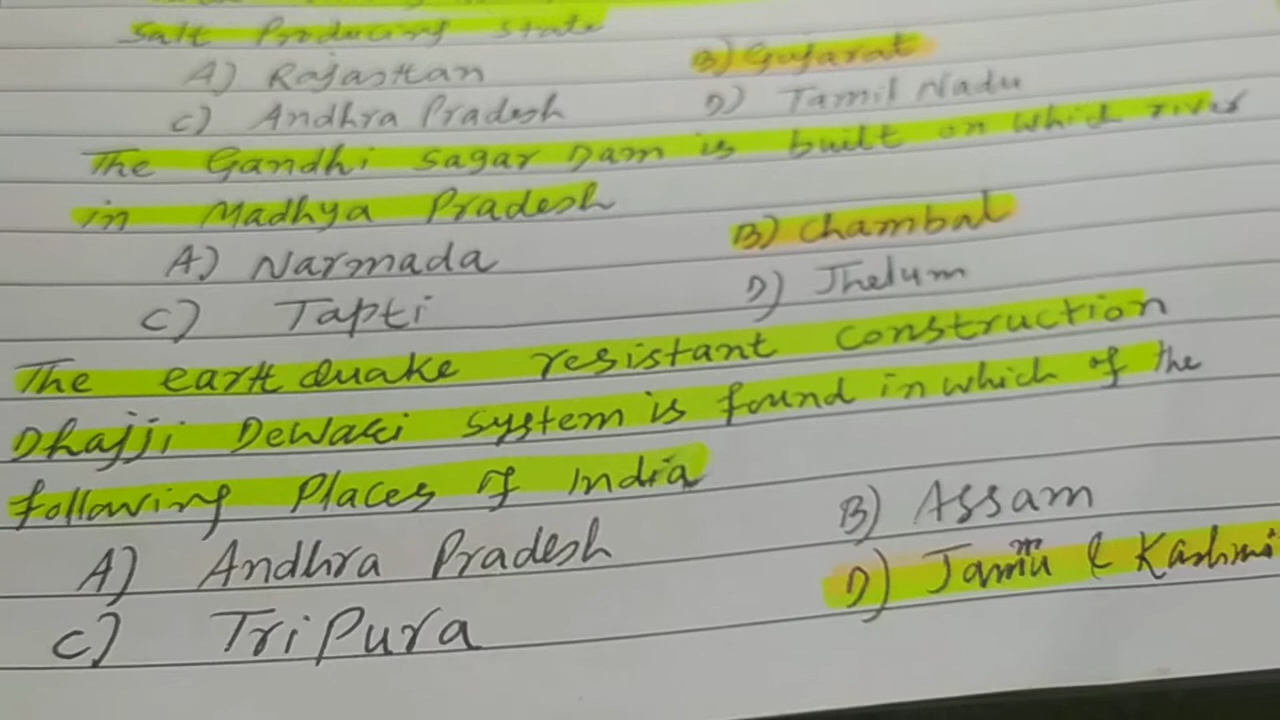 Salt Producing state
A) Rajasthan B) Gujarat
C) Andhra Pradesh D) Tamil Nadu
The Gandhi sagar Dam is built on which river
in Madhya Pradesh
A) Narmada B) Chambal
C) Tapti D) Jhelum
The earthquake resistant construction
Dhajji Dewari system is found in which of the
following Places of India
A) Andhra Pradesh B) Assam
C) Tripura D) Jammu & Kashmi